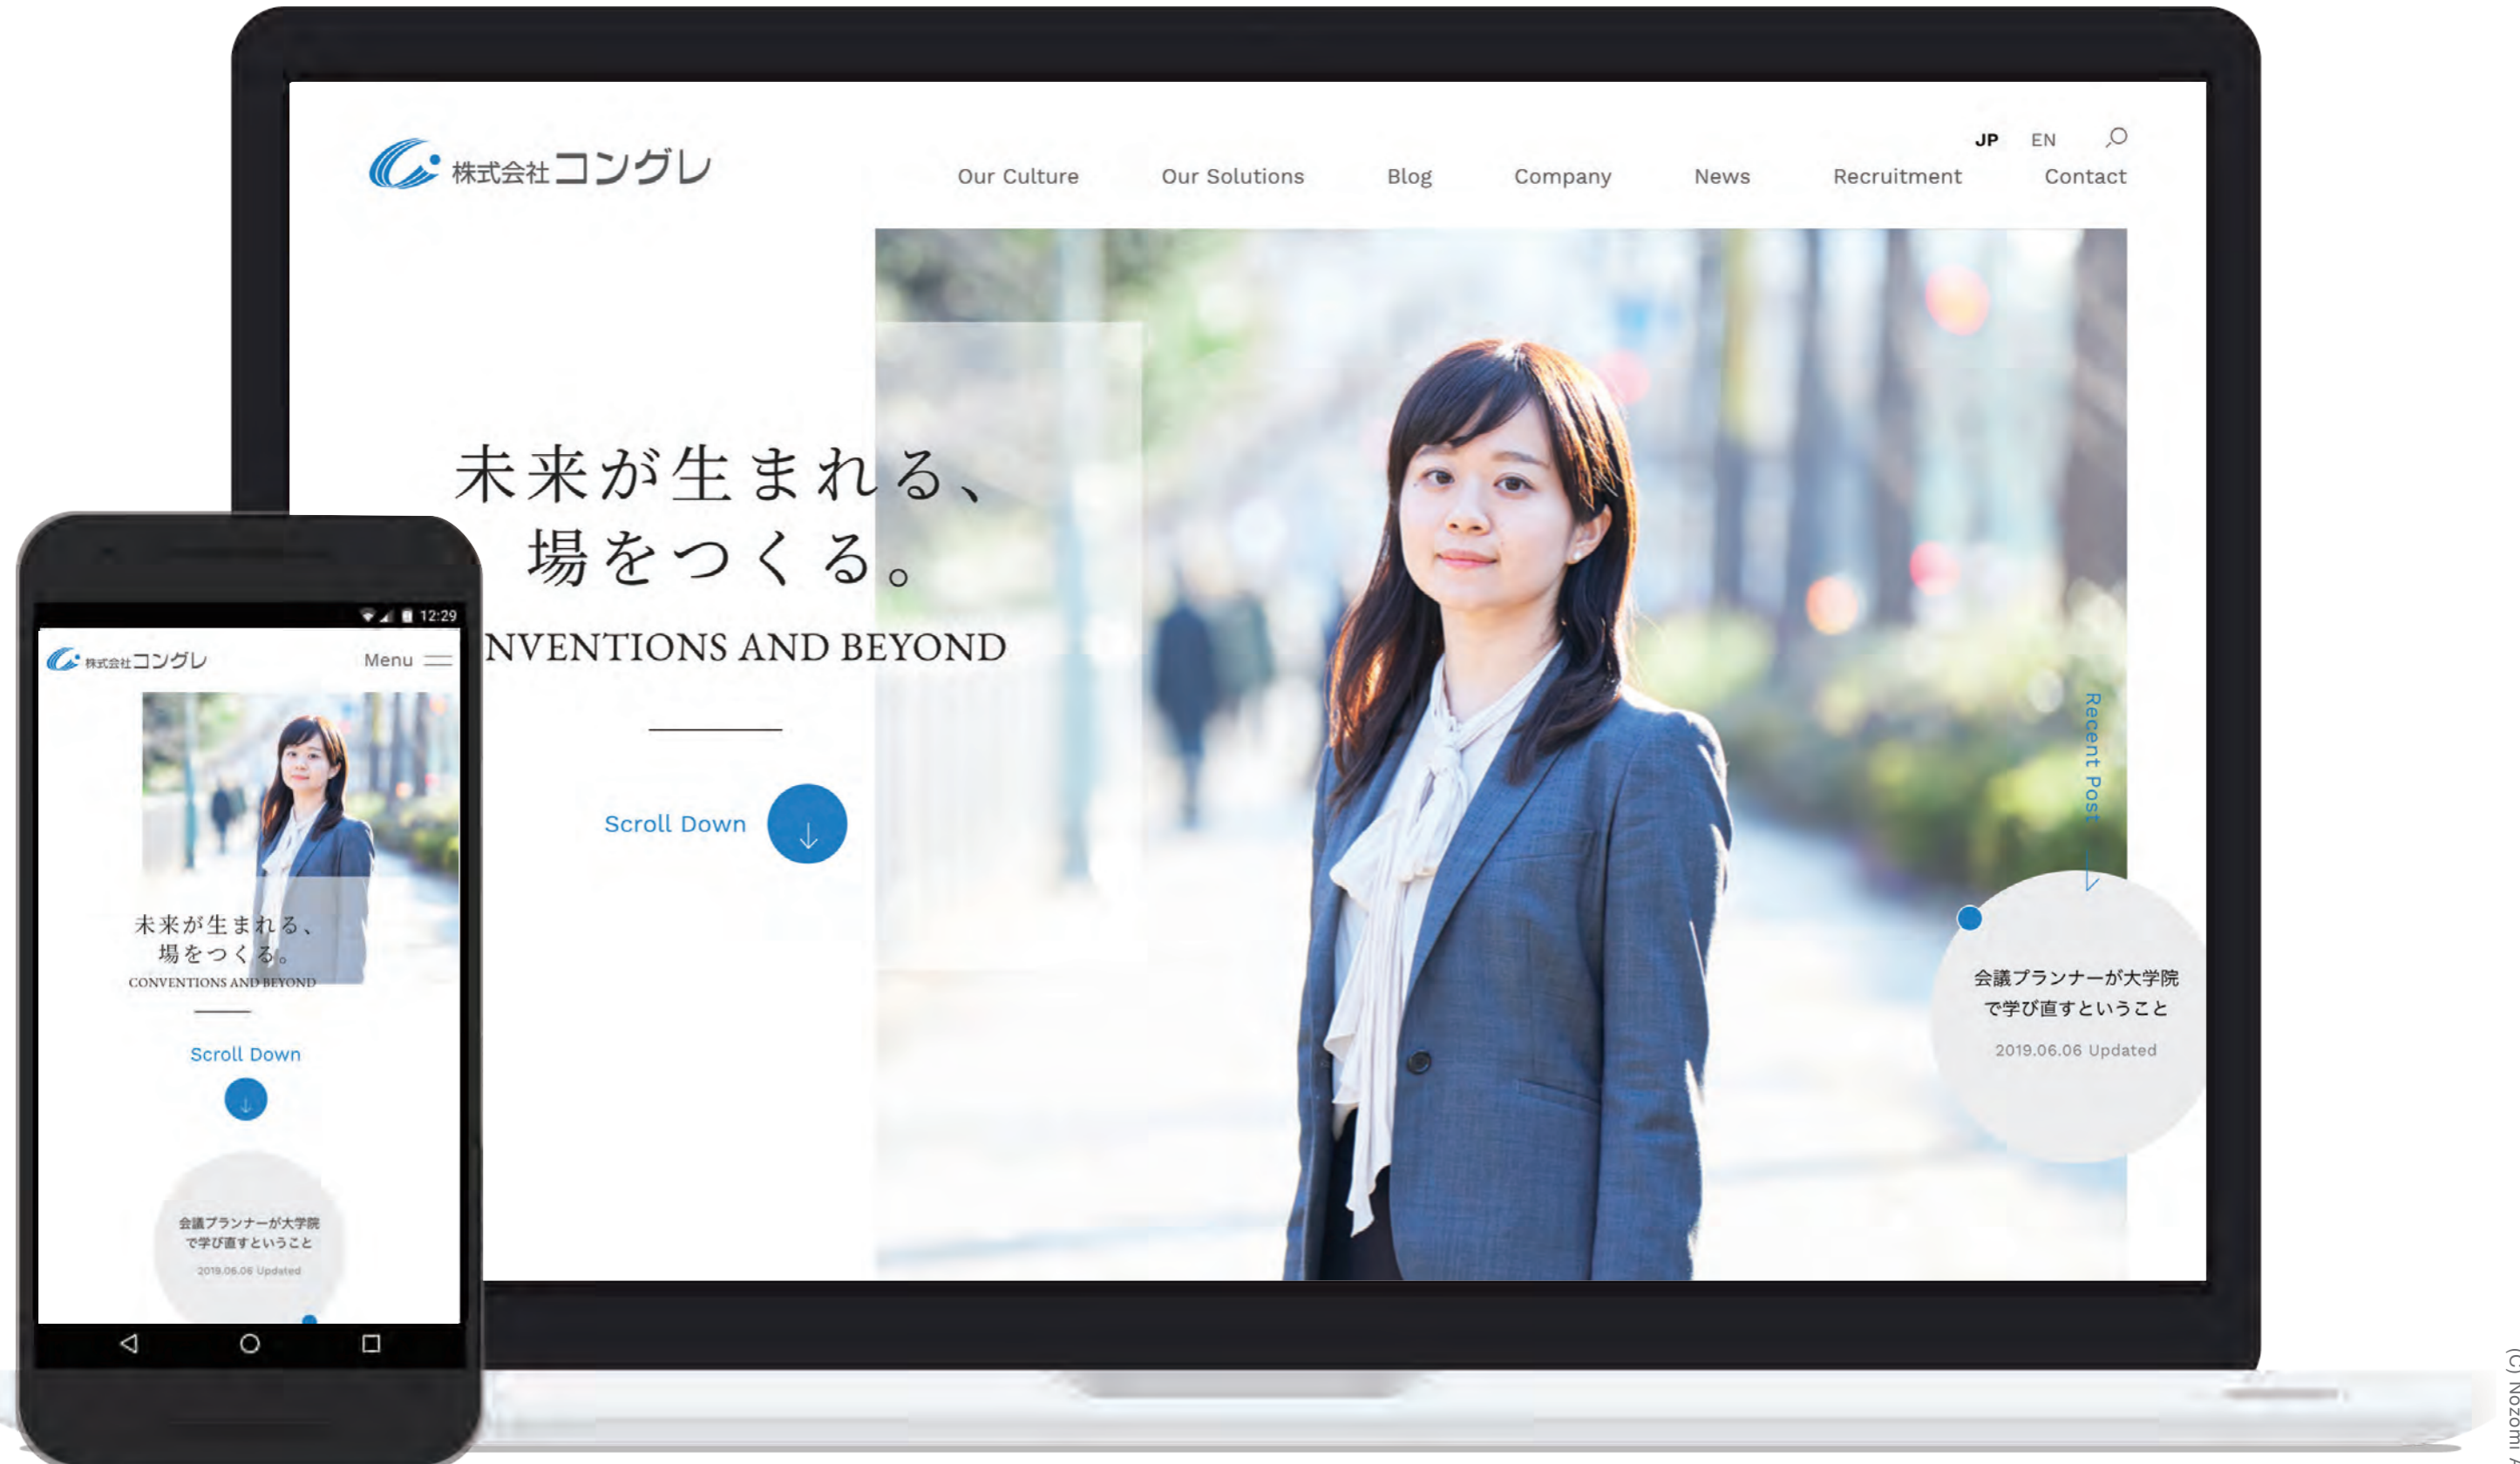 株式会社コングレ
JP EN
Our Culture Our Solutions Blog Company News Recruitment Contact
未来が生まれる、
場をつくる。
NVENTIONS AND BEYOND
Scroll Down
Recent Post
会議プランナーが大学院
で学び直すということ
2019.06.06 Updated
12:29
株式会社コングレ
Menu
未来が生まれる、
場をつくる。
CONVENTIONS AND BEYOND
Scroll Down
会議プランナーが大学院
で学び直すということ
2019.06.06 Updated
(C) Nozomi